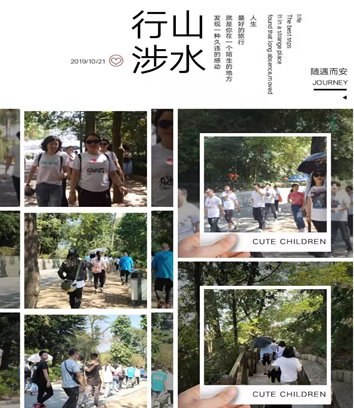 行山
涉水
2019/10/21
人生
最好的旅行
就是你在一个陌生的地方
发现一种久违的感动
life
The best trips
It in a strange place
found that long absence,moved
随遇而安
JOURNEY
CUTE CHILDREN
CUTE CHILDREN